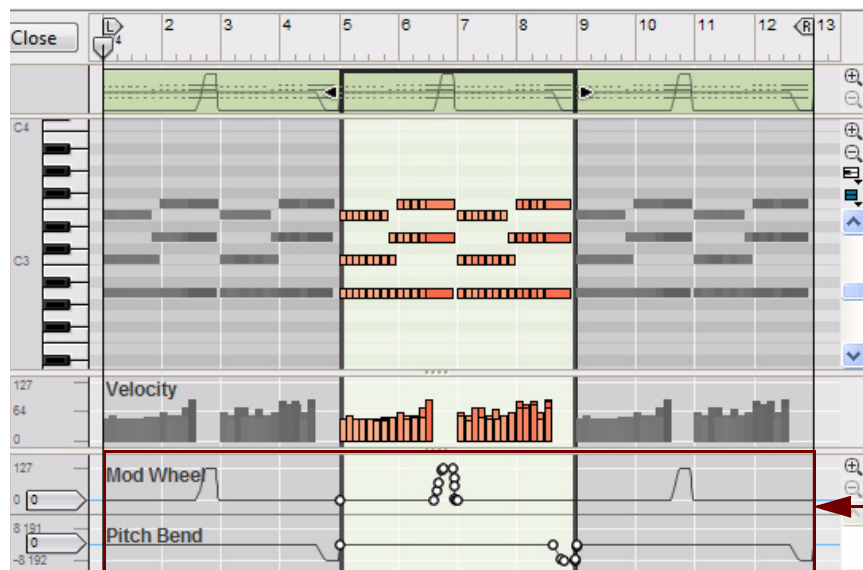 Close
L 2 3 4 5 6 7 8 9 10 11 12 R 13
4
C4
C3
127 Velocity
64
0
127 Mod Wheel
0 0
8 191 Pitch Bend
0
-8 192